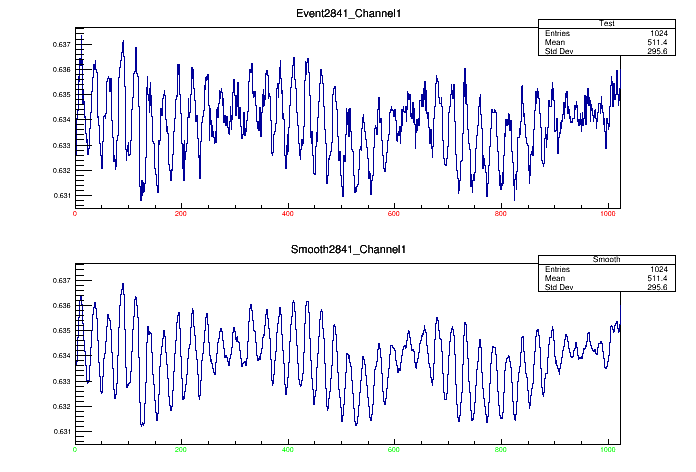 Event2841_Channel1
Test
Entries 1024
Mean 511.4
Std Dev 295.6
0.637
0.636
0.635
0.634
0.633
0.632
0.631
0 200 400 600 800 1000
Smooth2841_Channel1
Smooth
Entries 1024
Mean 511.4
Std Dev 295.6
0.637
0.636
0.635
0.634
0.633
0.632
0.631
0 200 400 600 800 1000